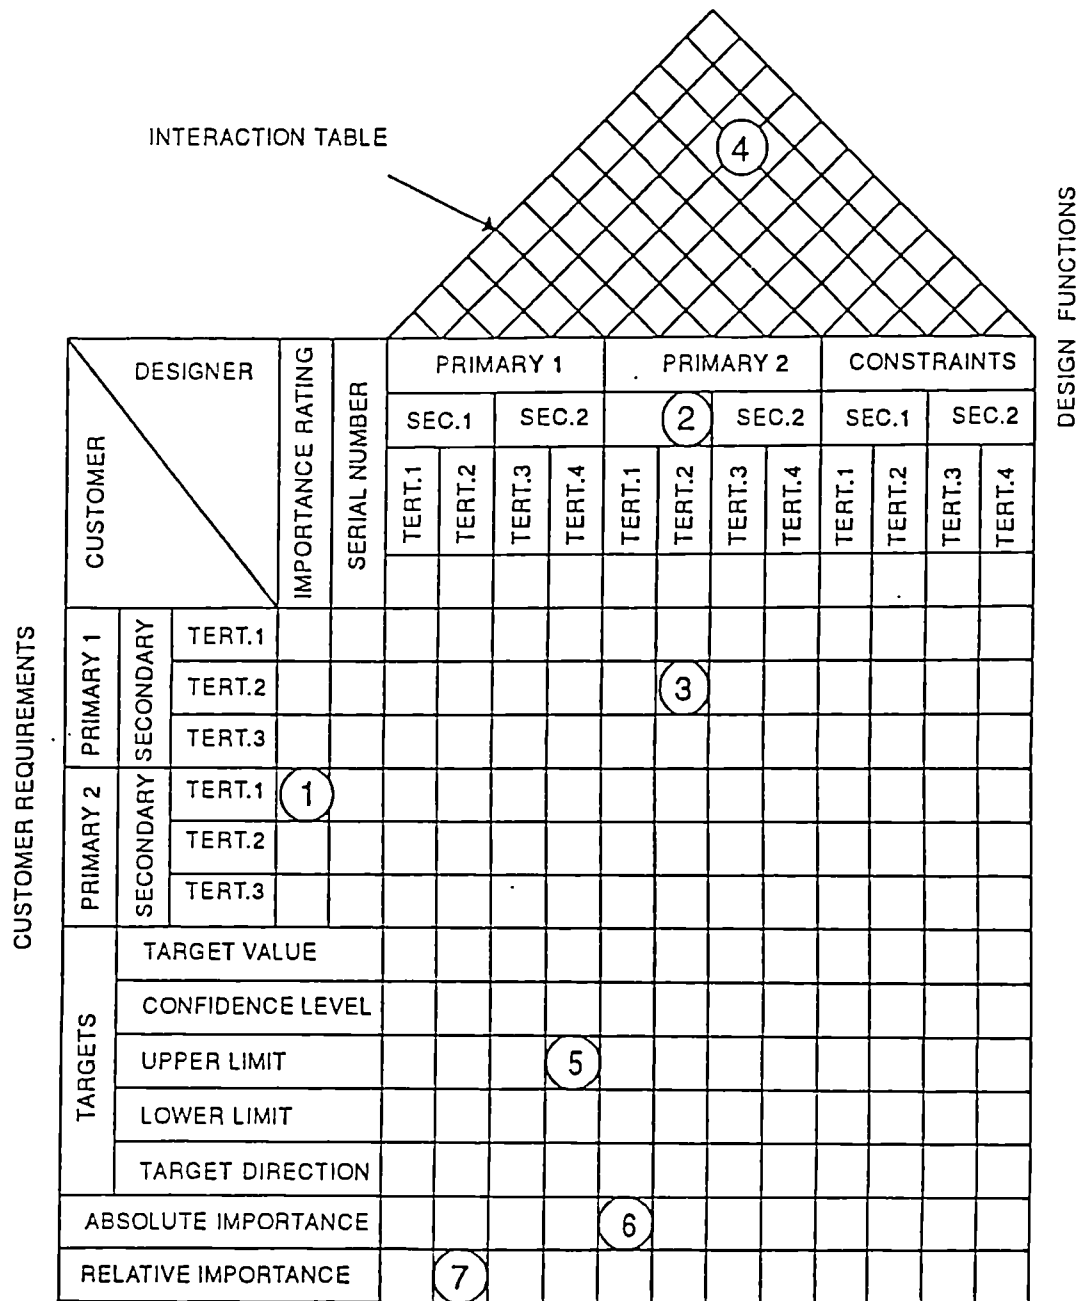 INTERACTION TABLE
4
DESIGN FUNCTIONS
DESIGNER
CUSTOMER
IMPORTANCE RATING
SERIAL NUMBER
PRIMARY 1
PRIMARY 2
CONSTRAINTS
SEC.1
SEC.2
2
SEC.2
SEC.1
SEC.2
TERT.1
TERT.2
TERT.3
TERT.4
TERT.1
TERT.2
TERT.3
TERT.4
TERT.1
TERT.2
TERT.3
TERT.4
CUSTOMER REQUIREMENTS
PRIMARY 1
SECONDARY
TERT.1
TERT.2
3
TERT.3
PRIMARY 2
SECONDARY
TERT.1
1
TERT.2
TERT.3
TARGETS
TARGET VALUE
CONFIDENCE LEVEL
UPPER LIMIT
5
LOWER LIMIT
TARGET DIRECTION
ABSOLUTE IMPORTANCE
6
RELATIVE IMPORTANCE
7